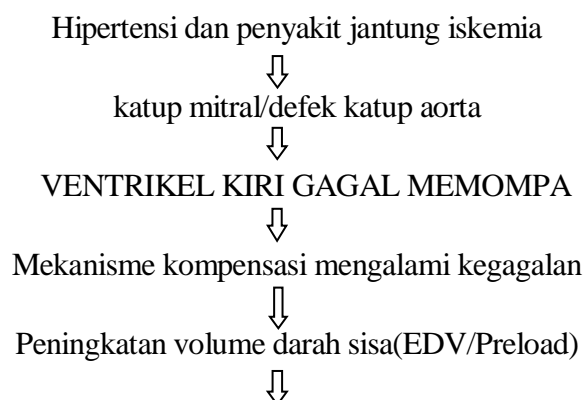 Hipertensi dan penyakit jantung iskemia
katup mitral/defek katup aorta
VENTRIKEL KIRI GAGAL MEMOMPA
Mekanisme kompensasi mengalami kegagalan
Peningkatan volume darah sisa(EDV/Preload)